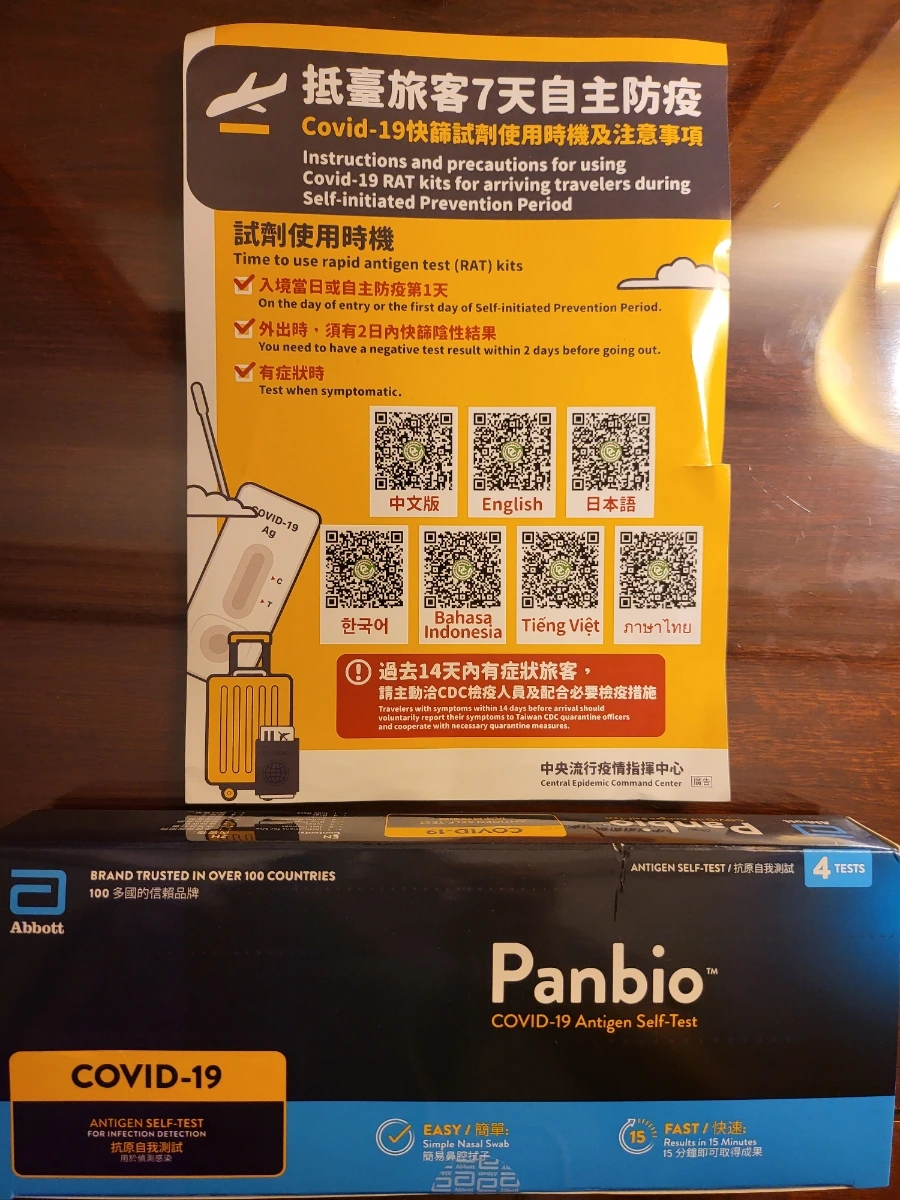 抵臺旅客7天自主防疫
Covid-19快篩試劑使用時機及注意事項
Instructions and precautions for using
Covid-19 RAT kits for arriving travelers during
Self-initiated Prevention Period
試劑使用時機
Time to use rapid antigen test (RAT) kits
入境當日或自主防疫第1天
On the day of entry or the first day of Self-initiated Prevention Period.
外出時，須有2日內快篩陰性結果
You need to have a negative test result within 2 days before going out.
有症狀時
Test when symptomatic.
中文版
English
日本語
COVID-19
Ag
C
T
한국어
Bahasa
Indonesia
Tiếng Việt
ภาษาไทย
過去14天內有症狀旅客，
請主動洽CDC檢疫人員及配合必要檢疫措施
Travelers with symptoms within 14 days before arrival should
voluntarily report their symptoms to Taiwan CDC quarantine officers
and cooperate with necessary quarantine measures.
中央流行疫情指揮中心
Central Epidemic Command Center
廣告
COVID-19
Panbio
Abbott
BRAND TRUSTED IN OVER 100 COUNTRIES
100 多國的信賴品牌
ANTIGEN SELF-TEST / 抗原自我測試
4 TESTS
Panbio™
COVID-19 Antigen Self-Test
COVID-19
ANTIGEN SELF-TEST
FOR INFECTION DETECTION
抗原自我測試
用於偵測感染
EASY / 簡單:
Simple Nasal Swab
簡易鼻腔拭子
15
FAST / 快速:
Results in 15 Minutes
15 分鐘即可取得成果
Abbott
Abbott
Abbott